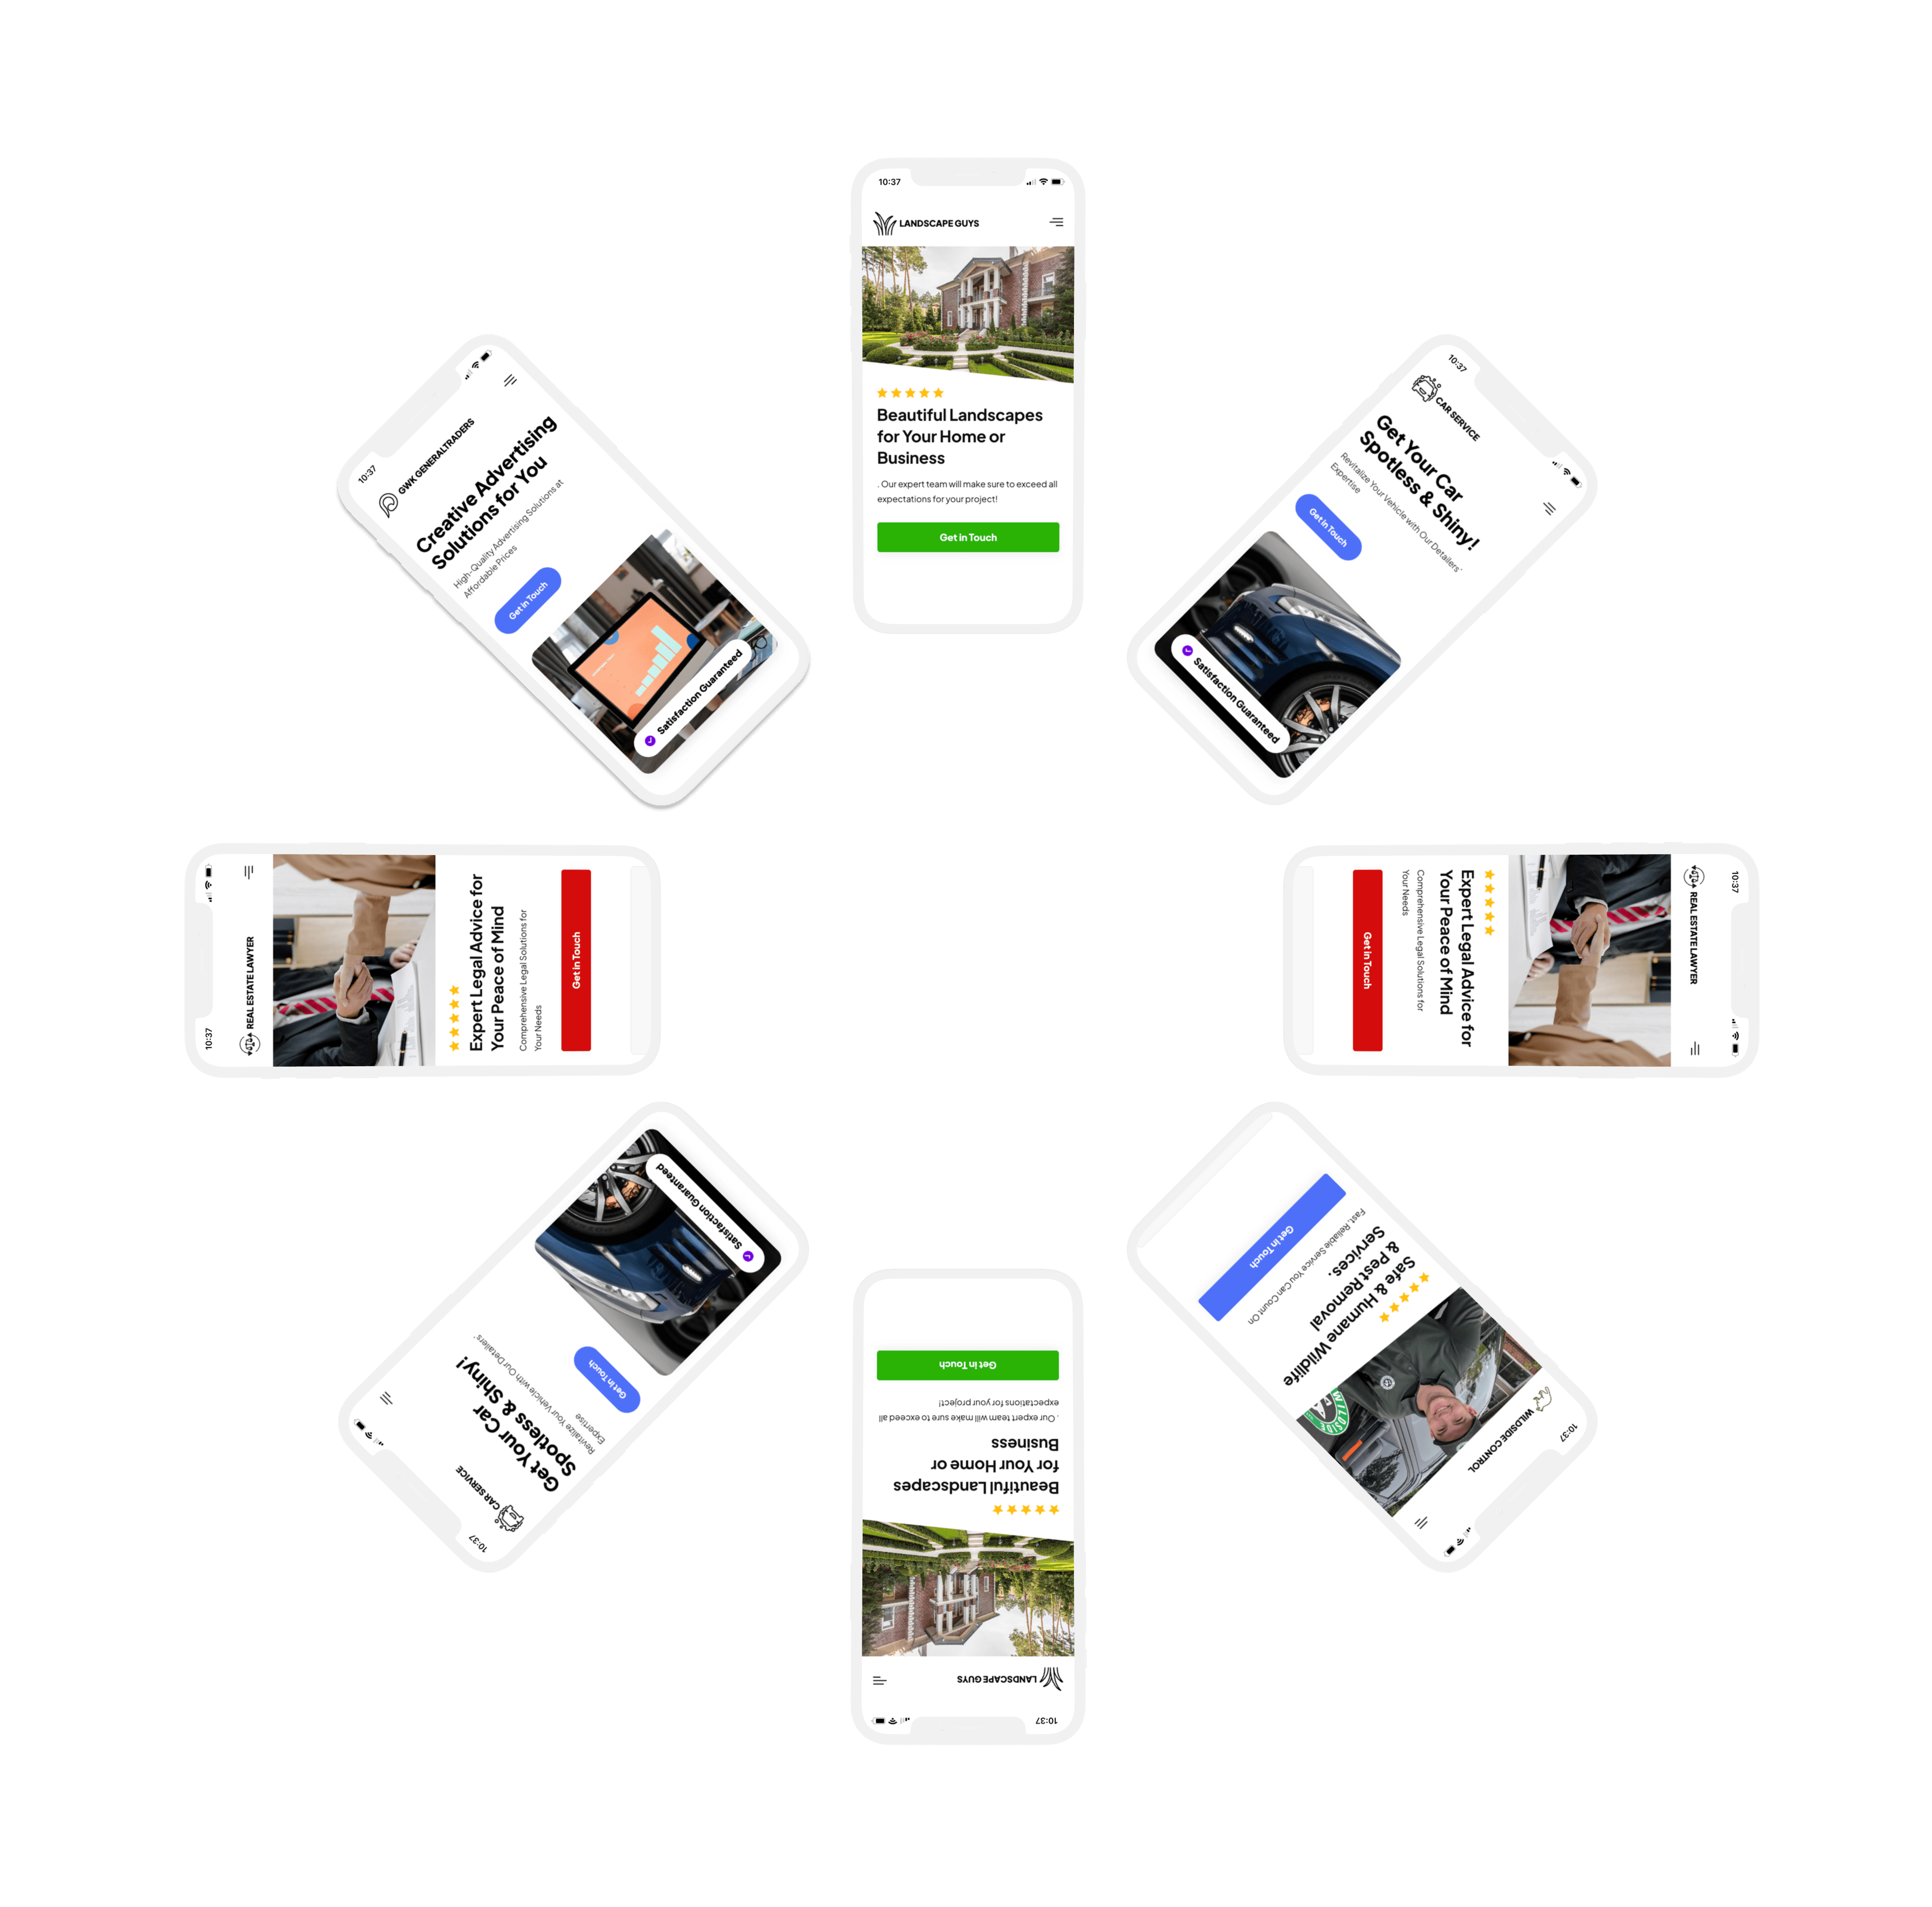 10:37
LANDSCAPE GUYS
Beautiful Landscapes
for Your Home or
Business
. Our expert team will make sure to exceed all
expectations for your project!
Get in Touch
10:37
CAR SERVICE
Get Your Car
Spotless & Shiny!
Revitalize Your Vehicle with Our Detailers'
Expertise
Get in Touch
Satisfaction Guaranteed
10:37
REAL ESTATE LAWYER
Expert Legal Advice for
Your Peace of Mind
Comprehensive Legal Solutions for
Your Needs
Get in Touch
10:37
WILDSIDE CONTROL
WILDSIDE
Safe & Humane Wildlife
& Pest Removal
Services.
Fast, Reliable Service You Can Count On
Get in Touch
10:37
LANDSCAPE GUYS
Beautiful Landscapes
for Your Home or
Business
. Our expert team will make sure to exceed all
expectations for your project!
Get in Touch
10:37
CAR SERVICE
Get Your Car
Spotless & Shiny!
Revitalize Your Vehicle with Our Detailers'
Expertise
Get in Touch
Satisfaction Guaranteed
10:37
REAL ESTATE LAWYER
Expert Legal Advice for
Your Peace of Mind
Comprehensive Legal Solutions for
Your Needs
Get in Touch
10:37
GWK GENERALTRADERS
Creative Advertising
Solutions for You
High-Quality Advertising Solutions at
Affordable Prices
Get in Touch
Satisfaction Guaranteed